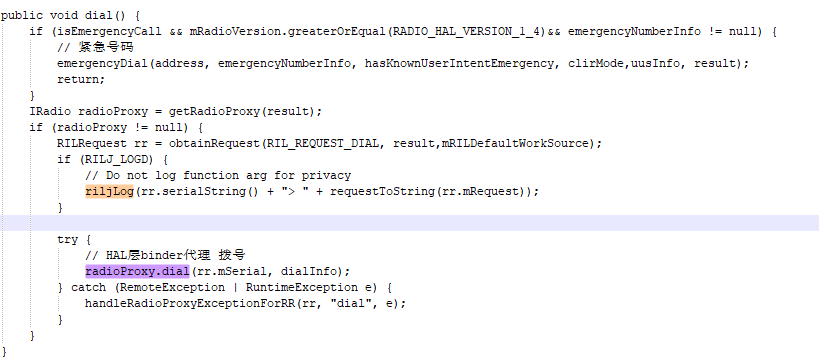 public void dial() {
    if (isEmergencyCall && mRadioVersion.greaterOrEqual(RADIO_HAL_VERSION_1_4)&& emergencyNumberInfo != null) {
        // 紧急号码
        emergencyDial(address, emergencyNumberInfo, hasKnownUserIntentEmergency, clirMode,uusInfo, result);
        return;
    }
    IRadio radioProxy = getRadioProxy(result);
    if (radioProxy != null) {
        RILRequest rr = obtainRequest(RIL_REQUEST_DIAL, result,mRILDefaultWorkSource);
        if (RILJ_LOGD) {
            // Do not log function arg for privacy
            riljLog(rr.serialString() + "> " + requestToString(rr.mRequest));
        }
        try {
            // HAL层binder代理 拨号
            radioProxy.dial(rr.mSerial, dialInfo);
        } catch (RemoteException | RuntimeException e) {
            handleRadioProxyExceptionForRR(rr, "dial", e);
        }
    }
}